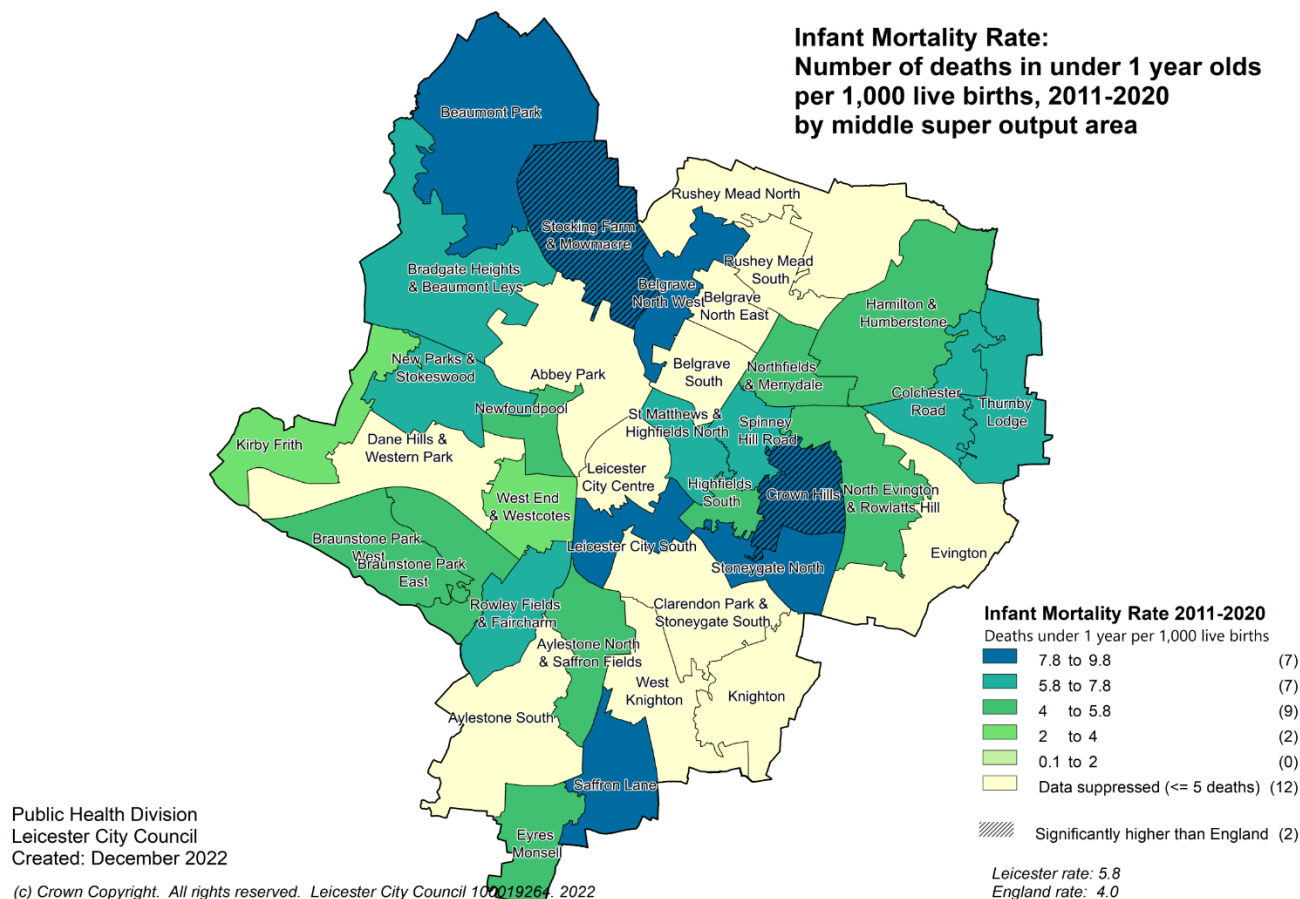 Infant Mortality Rate:
Number of deaths in under 1 year olds
per 1,000 live births, 2011-2020
by middle super output area
Beaumont Park
Rushey Mead North
Stocking Farm
& Mowmacre
Rushey Mead
South
Bradgate Heights
& Beaumont Leys
Belgrave
North West
Belgrave
North East
Hamilton &
Humberstone
New Parks &
Stokeswood
Abbey Park
Belgrave
South
Northfields
& Merrydale
Colchester
Road
Thurnby
Lodge
Newfoundpool
St Matthews &
Highfields North
Spinney
Hill Road
Kirby Frith
Dane Hills &
Western Park
Leicester
City Centre
West End
& Westcotes
Highfields
South
Crown Hills
North Evington
& Rowlatts Hill
Braunstone Park
West
Braunstone Park
East
Leicester City South
Stoneygate North
Evington
Rowley Fields
& Faircharm
Clarendon Park &
Stoneygate South
Aylestone North
& Saffron Fields
West
Knighton
Knighton
Aylestone South
Saffron Lane
Eyres
Monsell
Infant Mortality Rate 2011-2020
Deaths under 1 year per 1,000 live births
7.8 to 9.8 (7)
5.8 to 7.8 (7)
4 to 5.8 (9)
2 to 4 (2)
0.1 to 2 (0)
Data suppressed (<= 5 deaths) (12)
Significantly higher than England (2)
Leicester rate: 5.8
England rate: 4.0
Public Health Division
Leicester City Council
Created: December 2022
(c) Crown Copyright. All rights reserved. Leicester City Council 100019264. 2022